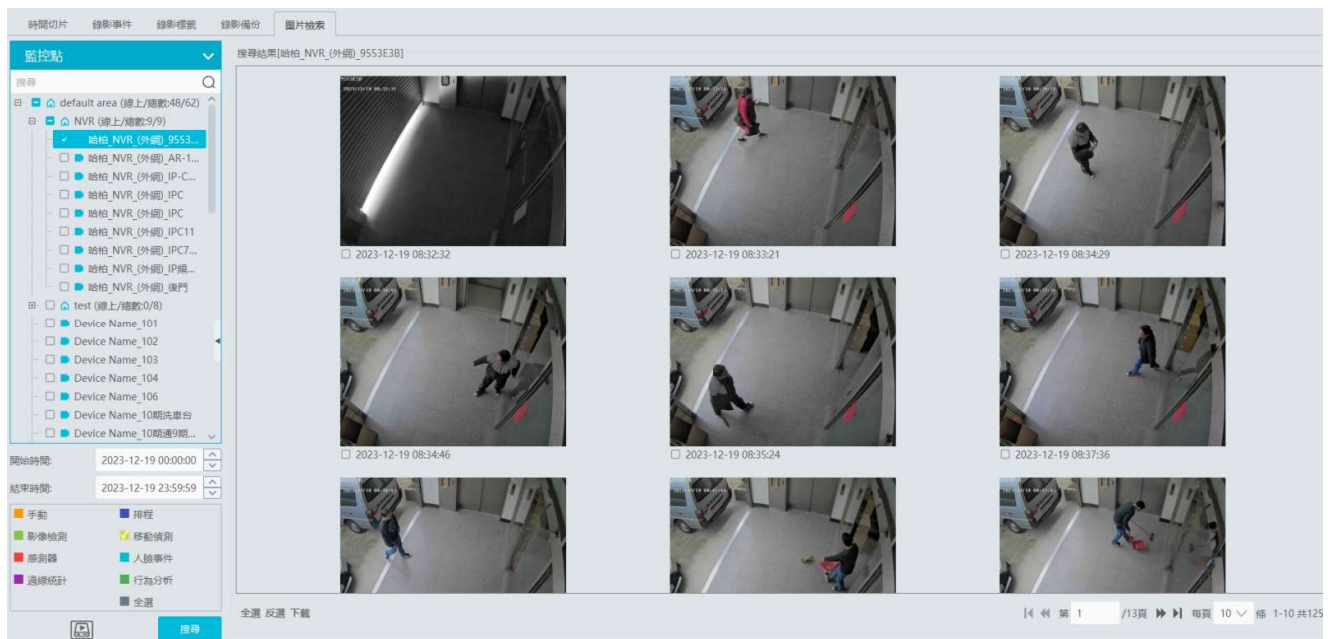 時間切片 錄影事件 錄影標籤 錄影備份 圖片檢索
監控點
搜尋
default area (線上/總數:48/62)
NVR (線上/總數:9/9)
哈柏_NVR_(外網)_9553...
哈柏_NVR_(外網)_AR-1...
哈柏_NVR_(外網)_IP-C...
哈柏_NVR_(外網)_IPC
哈柏_NVR_(外網)_IPC
哈柏_NVR_(外網)_IPC11
哈柏_NVR_(外網)_IPC7...
哈柏_NVR_(外網)_IP頻...
哈柏_NVR_(外網)_後門
test (線上/總數:0/8)
Device Name_101
Device Name_102
Device Name_103
Device Name_104
Device Name_106
Device Name_10期洗車台
Device Name_10期通9期...
開始時間: 2023-12-19 00:00:00
結束時間: 2023-12-19 23:59:59
手動 排程
影像檢測 移動偵測
感測器 人臉事件
過線統計 行為分析
全選
搜尋
搜尋結果[哈柏_NVR_(外網)_9553E3B]
2023-12-19 08:32:32 2023-12-19 08:33:21 2023-12-19 08:34:29
2023-12-19 08:34:46 2023-12-19 08:35:24 2023-12-19 08:37:36
全選 反選 下載 第 1 /13頁 每頁 10 條 1-10 共125